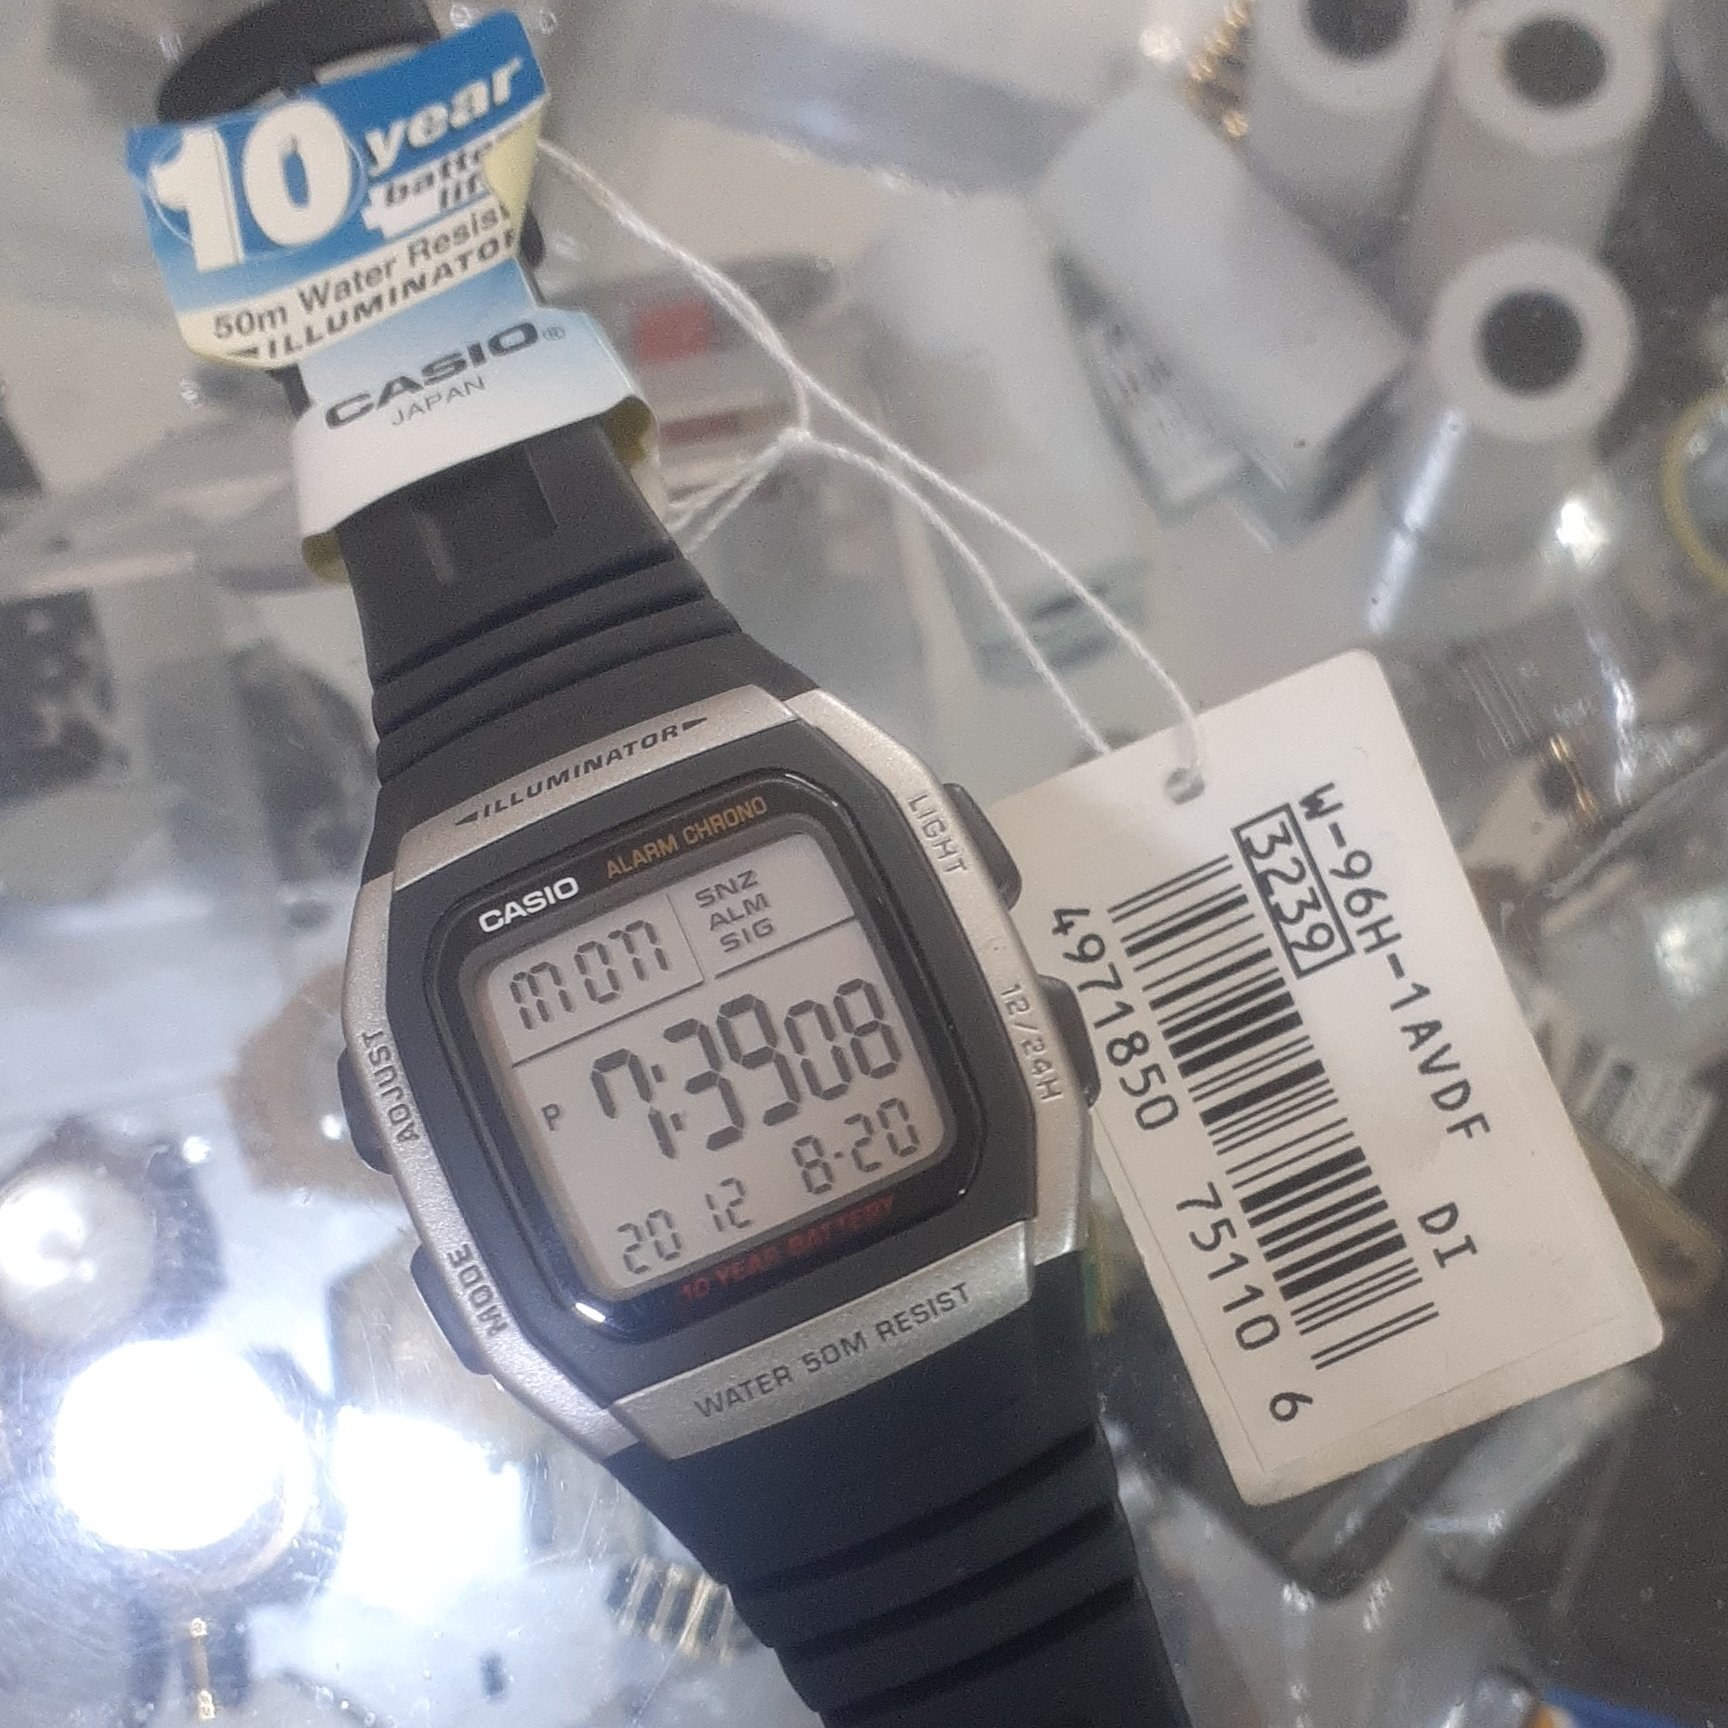 10 year
50m Water Resist
ILLUMINATOR
CASIO®
JAPAN
ILLUMINATOR
ALARM CHRONO
CASIO
LIGHT
12/24H
ADJUST
MODE
MON
SNZ
ALM
SIG
P 7:39 08
20 12 8-20
10 YEAR BATTERY
WATER 50M RESIST
W-96H-1AVDF DI
3239
4971850 75110 6